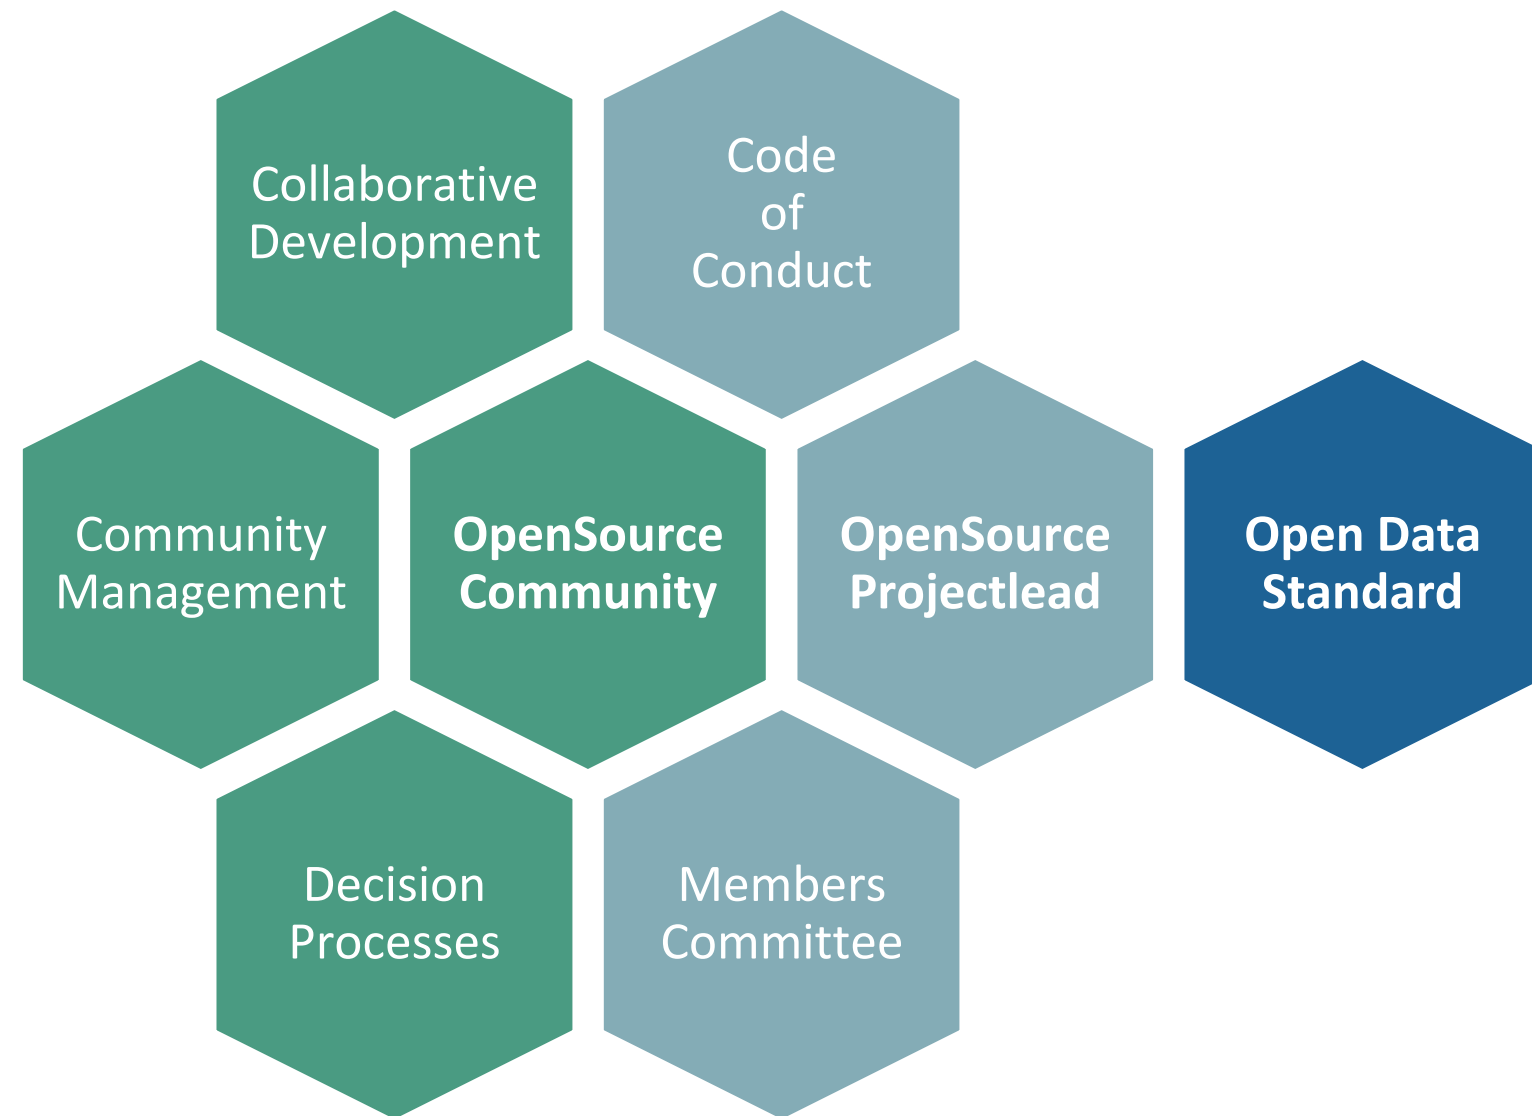 Collaborative
Development
Code
of
Conduct
Community
Management
OpenSource
Community
OpenSource
Projectlead
Open Data
Standard
Decision
Processes
Members
Committee